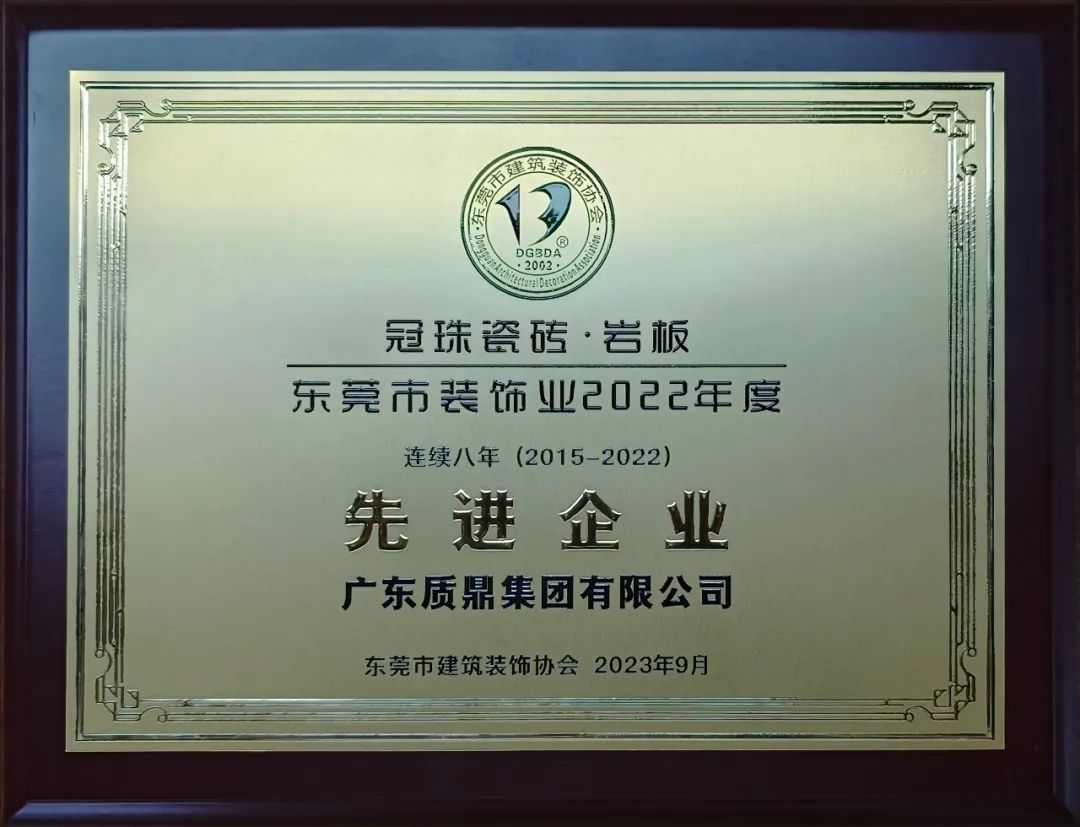 ·东莞市建筑装饰协会·
DGBDA
®
·2002·
Dongguan Architectural Decoration Association
冠珠瓷砖·岩板
东莞市装饰业2022年度
连续八年（2015-2022）
先进企业
广东质鼎集团有限公司
东莞市建筑装饰协会 2023年9月